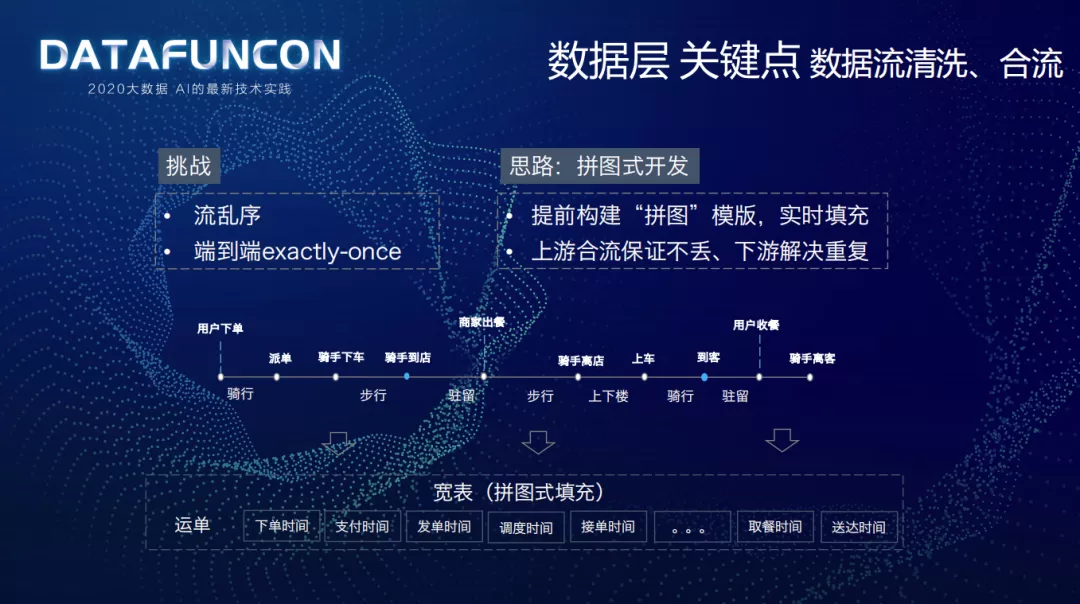 DATAFUNCON
2020大数据 AI的最新技术实践
数据层 关键点 数据流清洗、合流
挑战
• 流乱序
• 端到端exactly-once
思路：拼图式开发
• 提前构建“拼图”模版，实时填充
• 上游合流保证不丢、下游解决重复
用户下单
派单
骑手下车
骑手到店
商家出餐
骑手离店
上车
到客
用户收餐
骑手离客
骑行
步行
驻留
步行
上下楼
骑行
驻留
宽表（拼图式填充）
运单 下单时间 支付时间 发单时间 调度时间 接单时间 。。。 取餐时间 送达时间